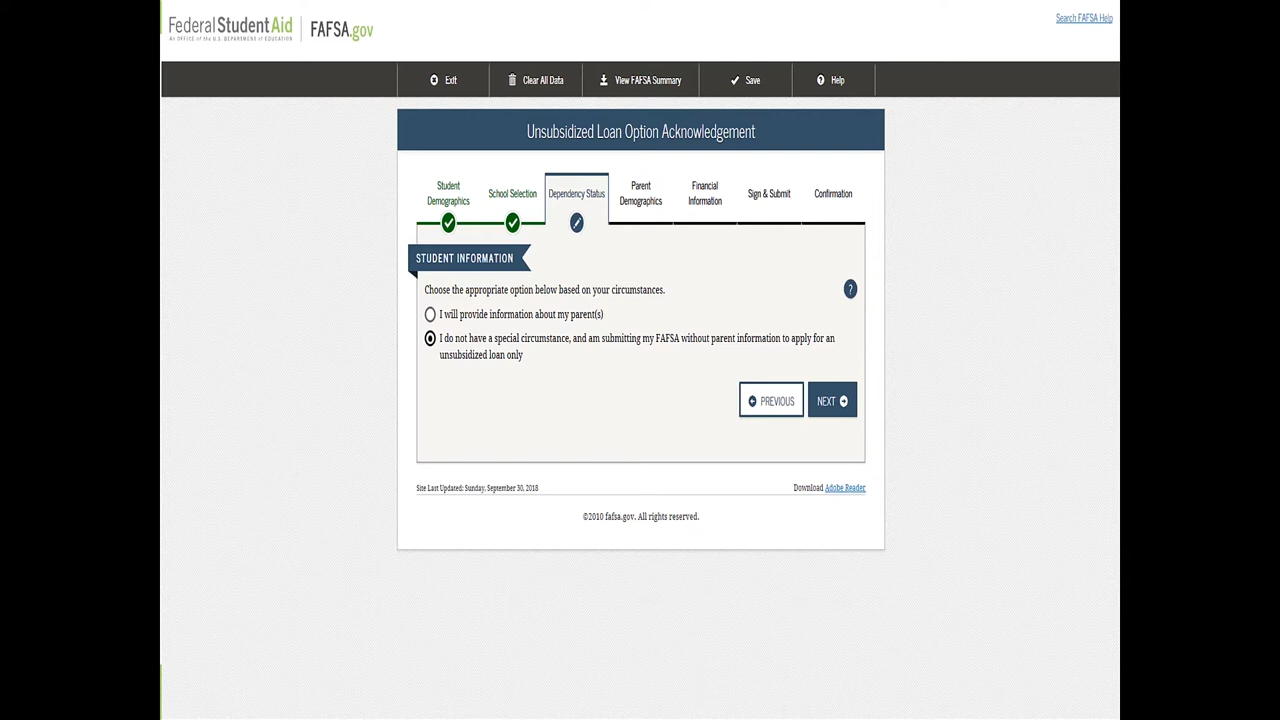 Federal Student Aid
An OFFICE of the U.S. DEPARTMENT of EDUCATION
FAFSA.gov
Search FAFSA Help
Exit
Clear All Data
View FAFSA Summary
Save
Help
Unsubsidized Loan Option Acknowledgement
Student
Demographics
School Selection
Dependency Status
Parent
Demographics
Financial
Information
Sign & Submit
Confirmation
STUDENT INFORMATION
Choose the appropriate option below based on your circumstances.
?
I will provide information about my parent(s)
I do not have a special circumstance, and am submitting my FAFSA without parent information to apply for an
unsubsidized loan only
PREVIOUS
NEXT
Site Last Updated: Sunday, September 30, 2018
Download Adobe Reader
©2010 fafsa.gov. All rights reserved.